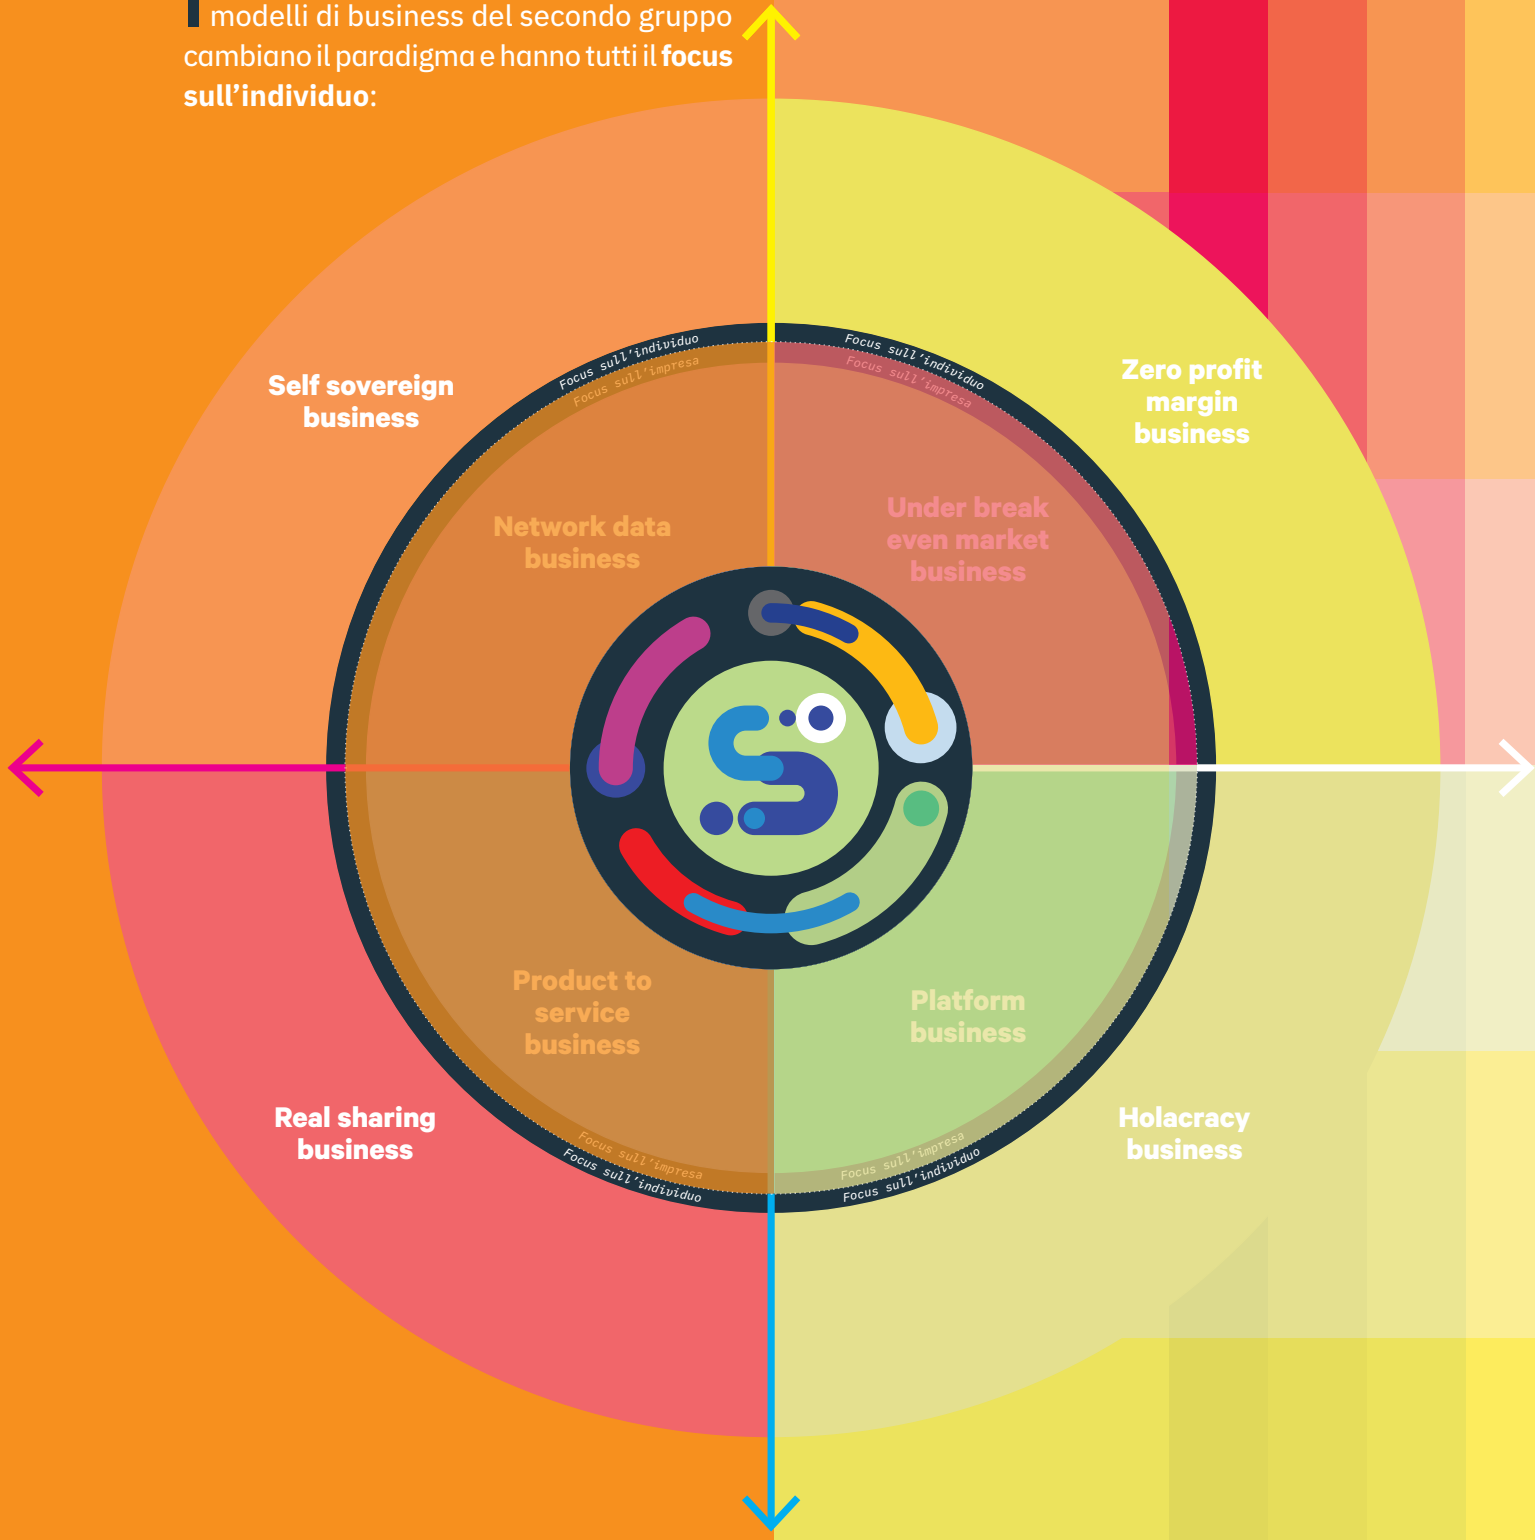 I modelli di business del secondo gruppo
cambiano il paradigma e hanno tutti il focus
sull’individuo:
Focus sull’individuo
Focus sull’impresa
Focus sull’individuo
Focus sull’impresa
Self sovereign
business
Zero profit
margin
business
Network data
business
Under break
even market
business
Product to
service
business
Platform
business
Real sharing
business
Holacracy
business
Focus sull’impresa
Focus sull’individuo
Focus sull’impresa
Focus sull’individuo